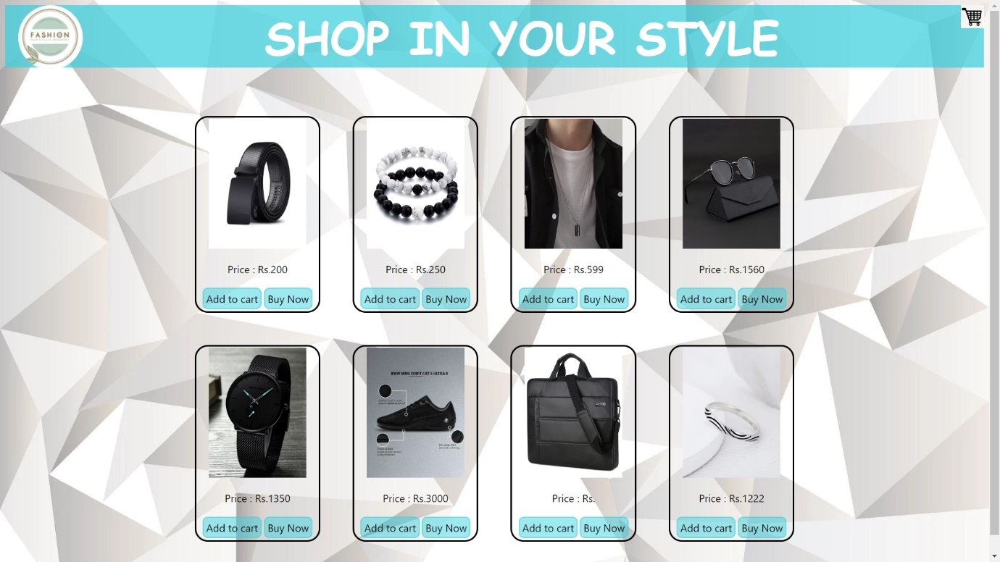 FASHION
SHOP IN YOUR STYLE
Price : Rs.200
Price : Rs.250
Price : Rs.599
Price : Rs.1560
Add to cart Buy Now
Add to cart Buy Now
Add to cart Buy Now
Add to cart Buy Now
BMW MMS DRIFT CAT 5 ULTRA II
Price : Rs.1350
Price : Rs.3000
Price : Rs.
Price : Rs.1222
Add to cart Buy Now
Add to cart Buy Now
Add to cart Buy Now
Add to cart Buy Now